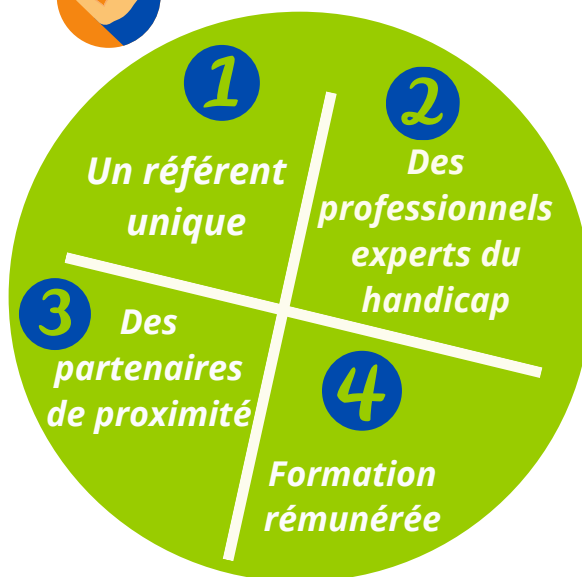 1
Un référent
unique
2
Des
professionnels
experts du
handicap
3
Des
partenaires
de proximité
4
Formation
rémunérée